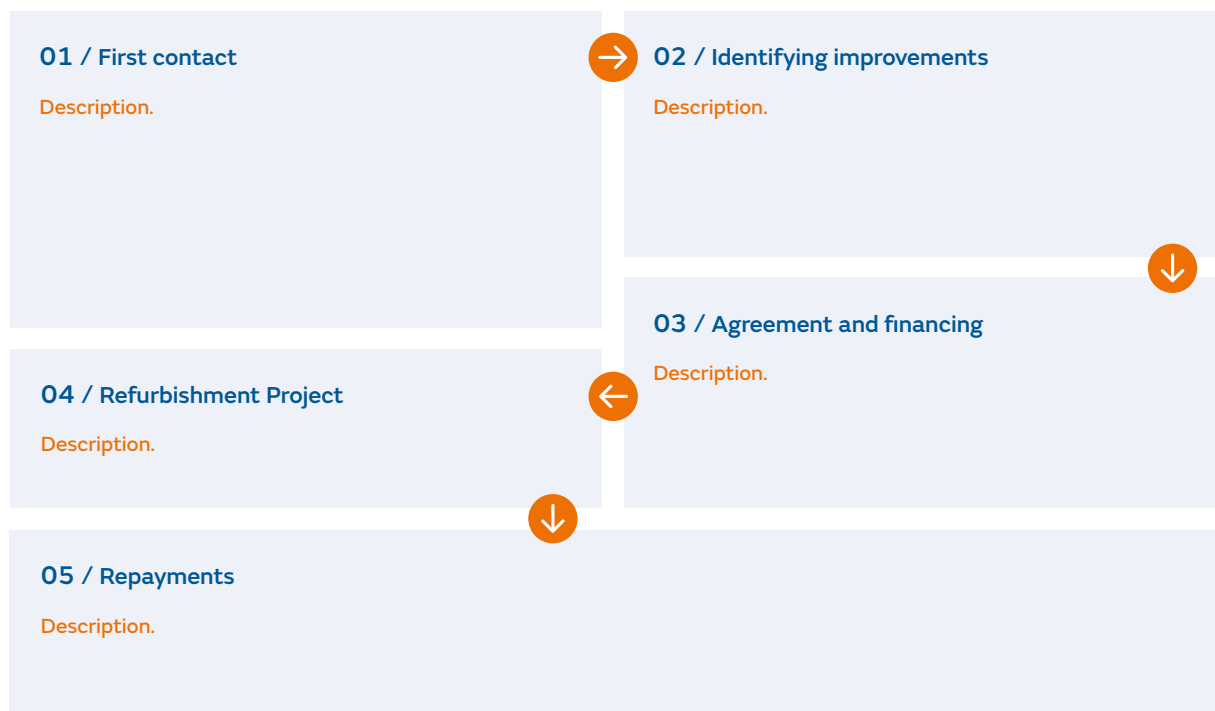 01 / First contact
Description.
02 / Identifying improvements
Description.
03 / Agreement and financing
Description.
04 / Refurbishment Project
Description.
05 / Repayments
Description.